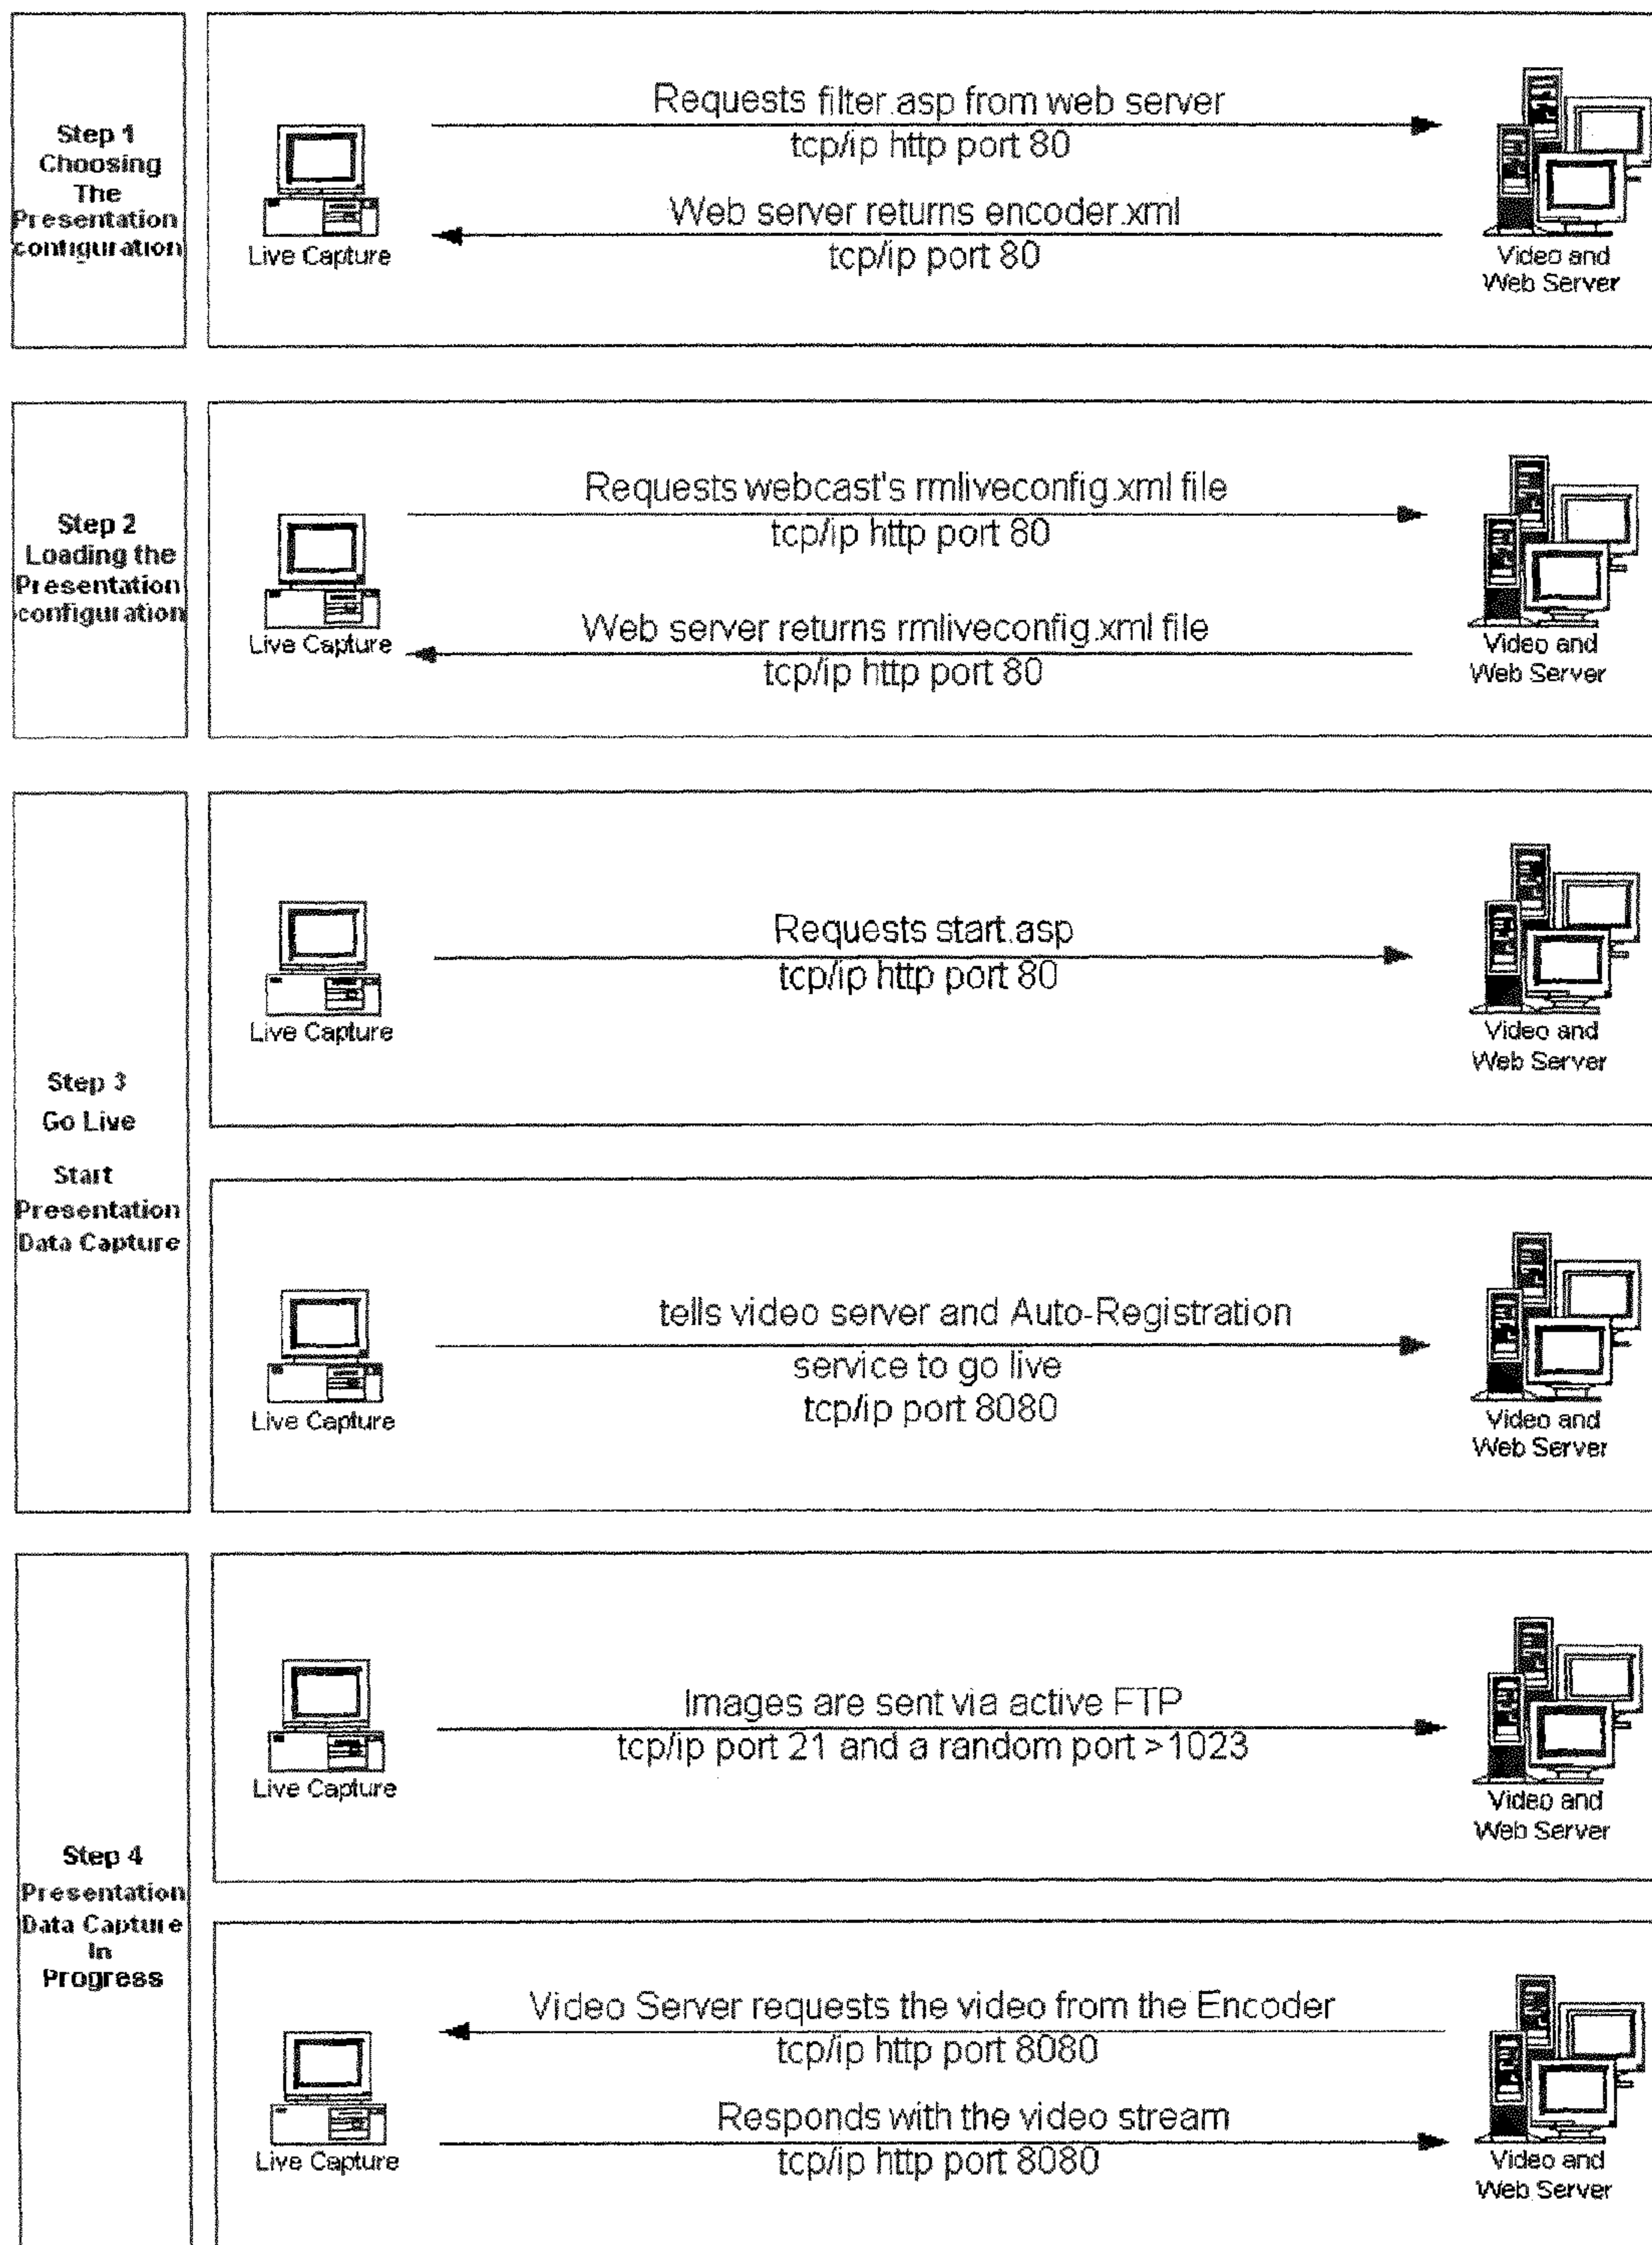 Step 1
Choosing
The
Presentation
configuration
Requests filter.asp from web server
tcp/ip http port 80
Web server returns encoder.xml
tcp/ip port 80
Live Capture
Video and
Web Server
Step 2
Loading the
Presentation
configuration
Requests webcast's rmliveconfig.xml file
tcp/ip http port 80
Web server returns rmliveconfig.xml file
tcp/ip http port 80
Live Capture
Video and
Web Server
Step 3
Go Live
Start
Presentation
Data Capture
Requests start.asp
tcp/ip http port 80
Live Capture
Video and
Web Server
tells video server and Auto-Registration
service to go live
tcp/ip port 8080
Live Capture
Video and
Web Server
Step 4
Presentation
Data Capture
In
Progress
Images are sent via active FTP
tcp/ip port 21 and a random port >1023
Live Capture
Video and
Web Server
Video Server requests the video from the Encoder
tcp/ip http port 8080
Responds with the video stream
tcp/ip http port 8080
Live Capture
Video and
Web Server